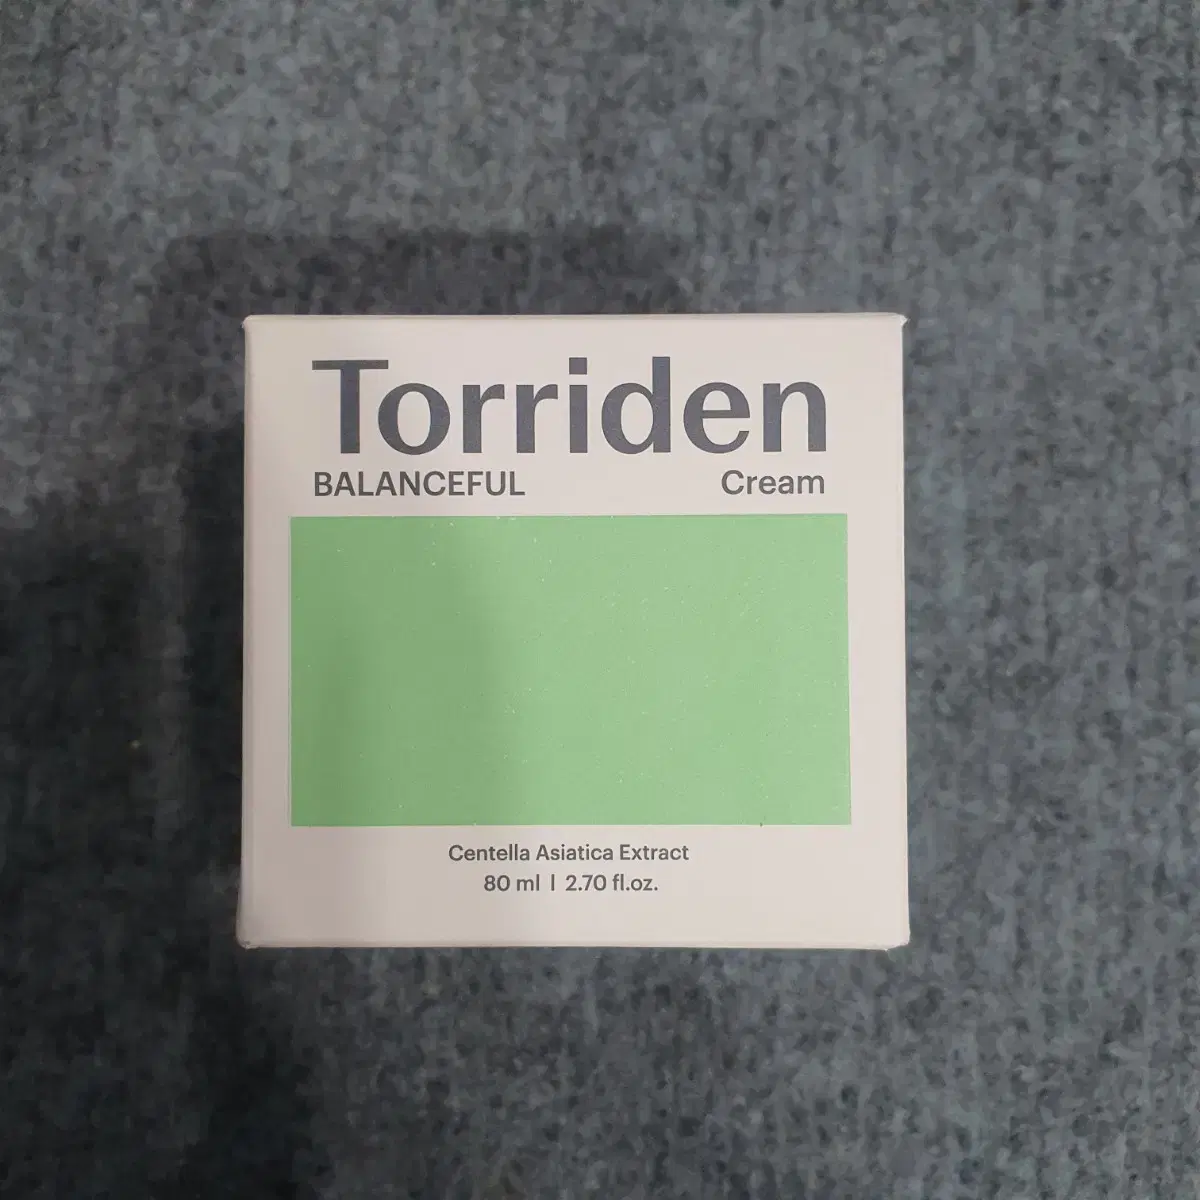 Torriden
BALANCEFUL Cream
Centella Asiatica Extract
80 ml | 2.70 fl.oz.